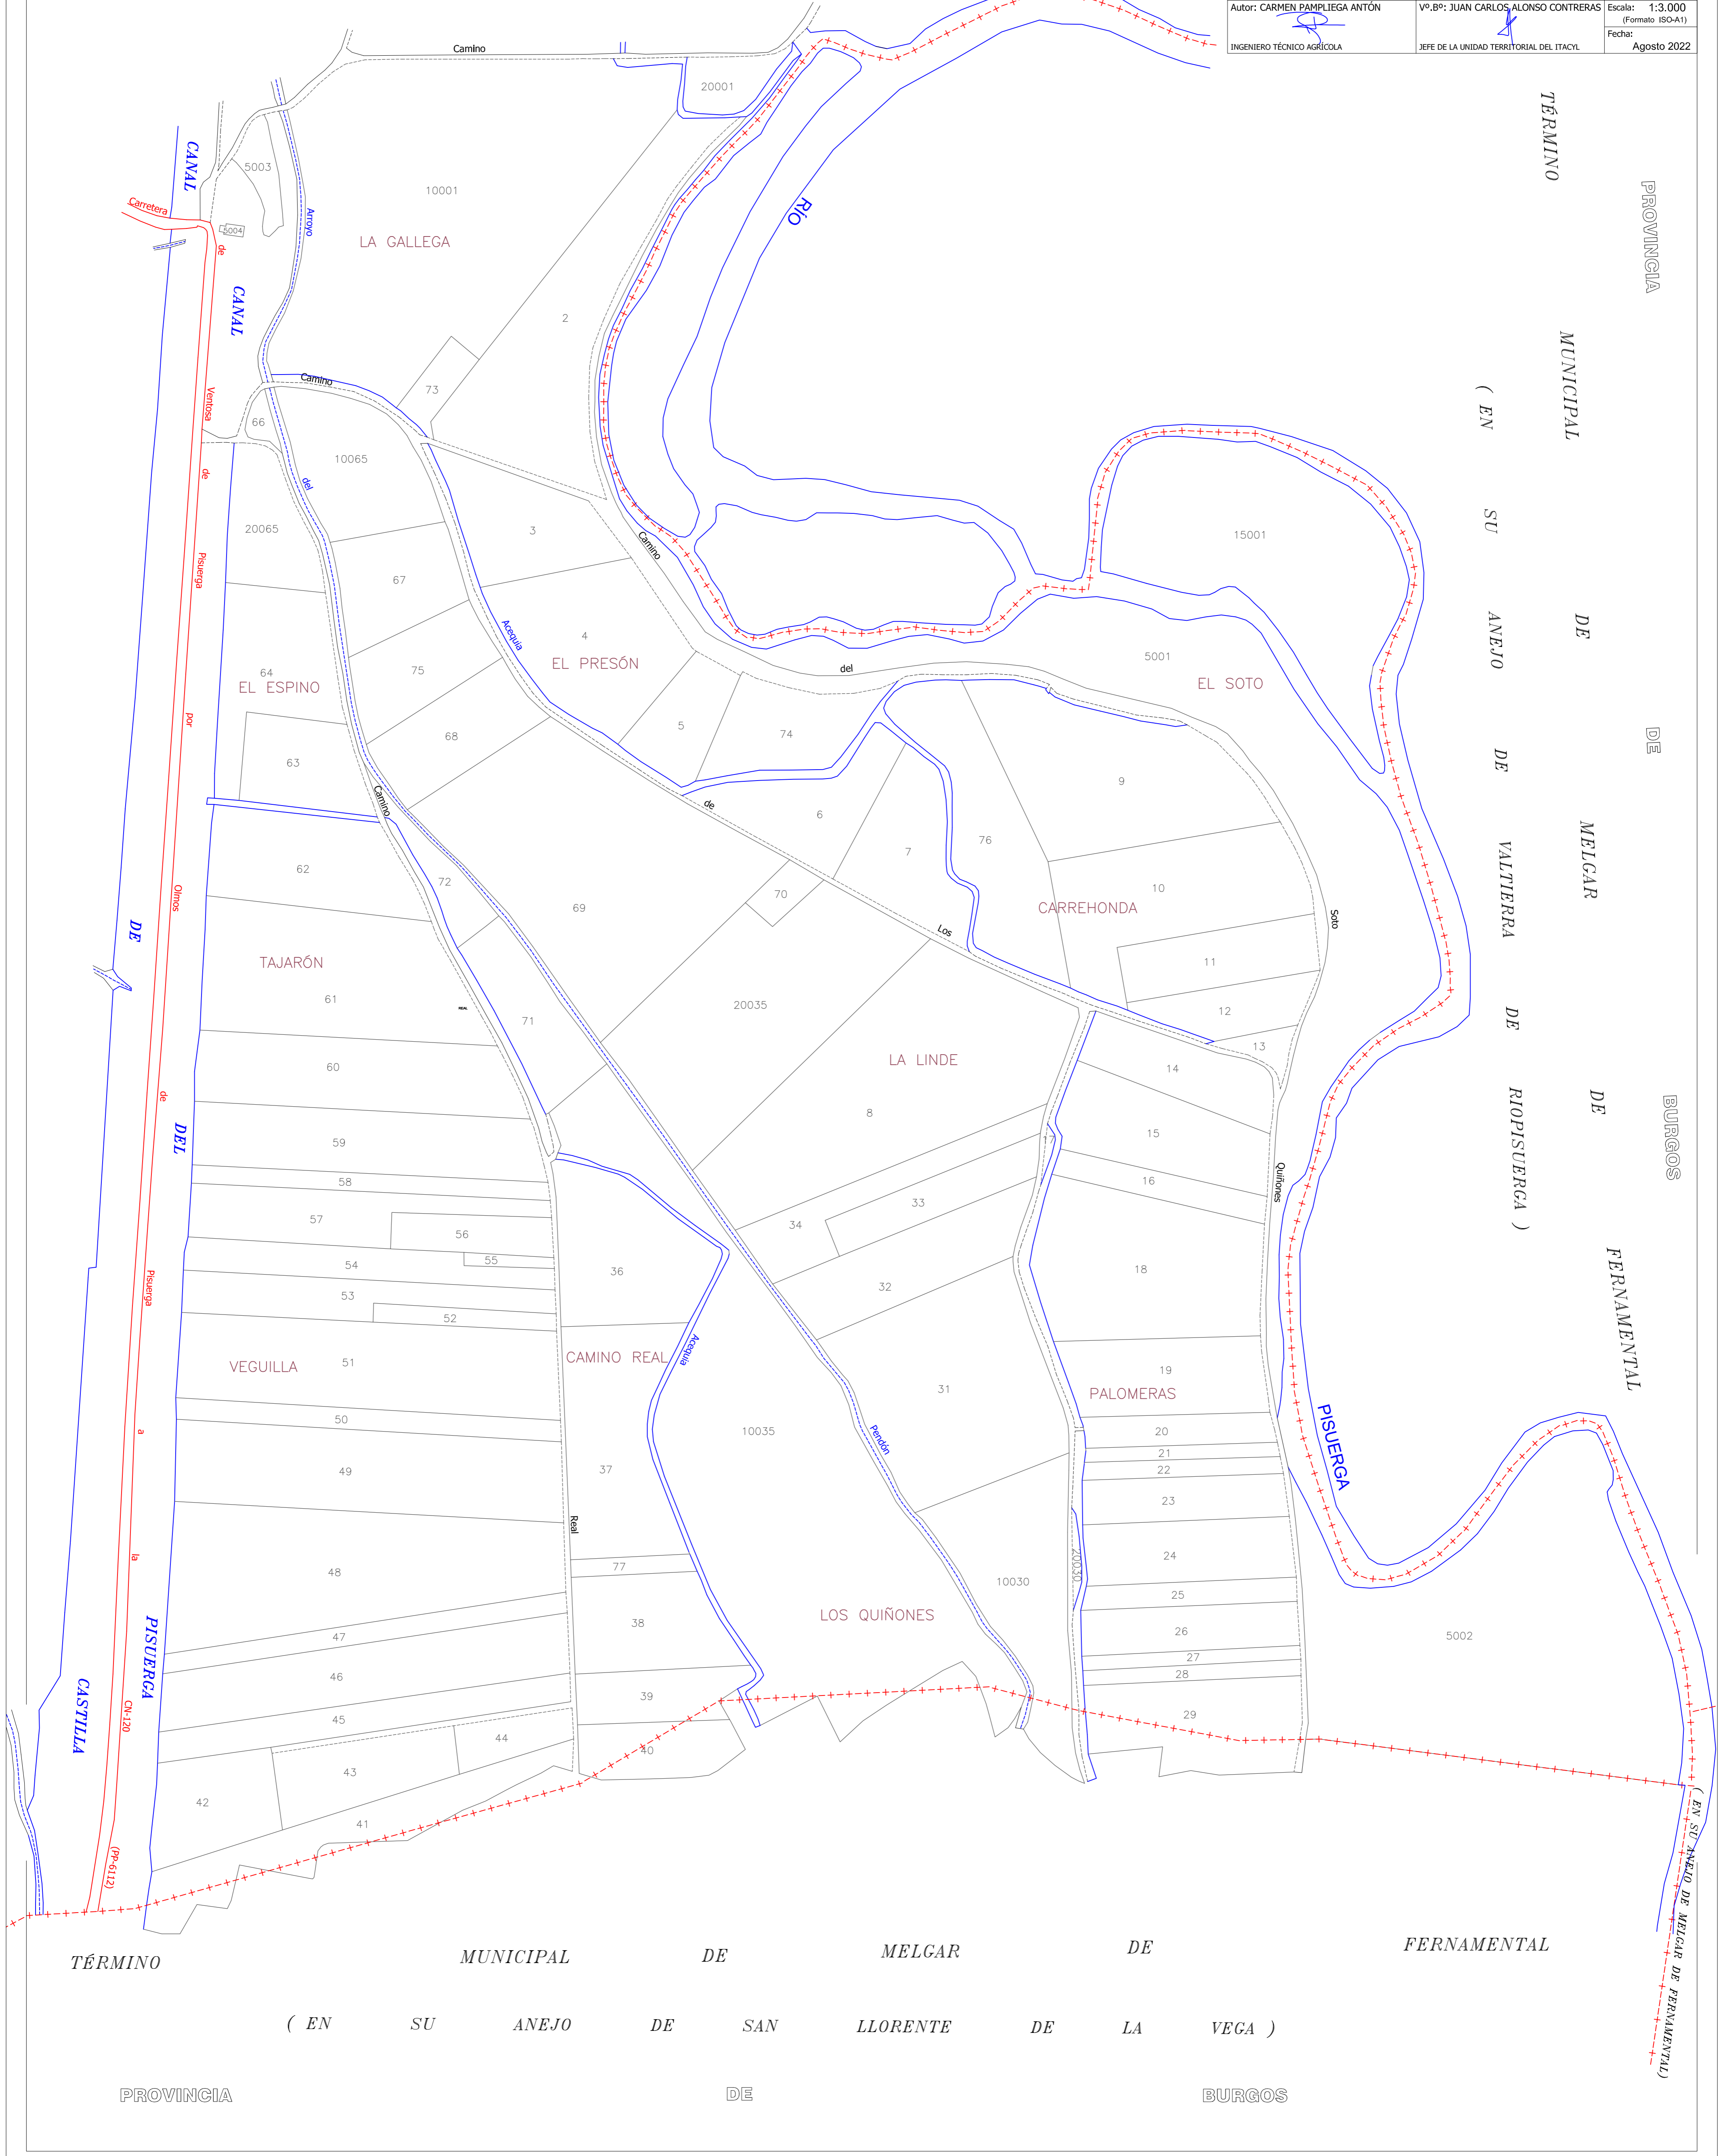 Autor: CARMEN PAMPLIEGA ANTÓN
INGENIERO TÉCNICO AGRÍCOLA
Vº.Bº: JUAN CARLOS ALONSO CONTRERAS
JEFE DE LA UNIDAD TERRITORIAL DEL ITACYL
Escala: 1:3.000
(Formato ISO-A1)
Fecha:
Agosto 2022
Camino
20001
5003
10001
LA GALLEGA
5004
Arroyo
CANAL
Carretera
de
CANAL
RÍO
2
73
Camino
66
Ventosa
10065
de
del
20065
3
Camino
67
Pisuerga
15001
4
EL PRESÓN
Acequia
5001
del
EL SOTO
75
64
EL ESPINO
por
5
74
68
63
9
Camino
de
6
76
7
62
72
70
10
69
Olmos
CARREHONDA
Soto
Los
DE
TAJARÓN
11
61
REAL
20035
12
71
13
LA LINDE
14
60
de
8
15
DEL
59
17
16
Quiñones
58
33
57
34
56
55
54
36
18
32
53
Pisuerga
52
Acequia
VEGUILLA
51
CAMINO REAL
19
31
PALOMERAS
50
10035
Pendón
20
a
21
22
49
37
23
PISUERGA
Real
la
77
24
48
10030
20030
25
38
LOS QUIÑONES
26
47
5002
27
28
46
PISUERGA
39
45
29
CN-120
44
40
CASTILLA
43
42
41
(PP-6112)
TÉRMINO
MUNICIPAL
DE
MELGAR
DE
FERNAMENTAL
( EN
SU
ANEJO
DE
VALTIERRA
DE
RIOPISUERGA )
PROVINCIA
DE
BURGOS
( EN SU ANEJO DE MELGAR DE FERNAMENTAL)
TÉRMINO MUNICIPAL DE MELGAR DE FERNAMENTAL
( EN SU ANEJO DE SAN LLORENTE DE LA VEGA )
PROVINCIA DE BURGOS